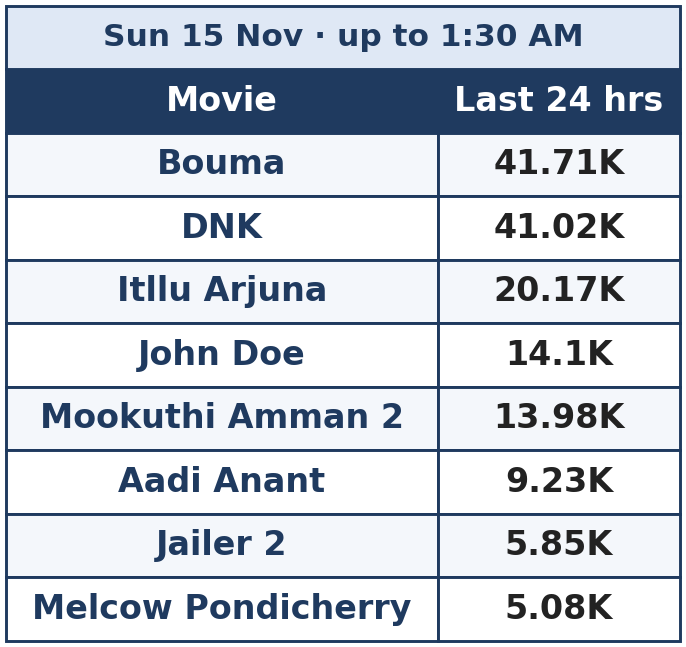 Sun 15 Nov · up to 1:30 AM
Movie Last 24 hrs
Bouma 41.71K
DNK 41.02K
Itllu Arjuna 20.17K
John Doe 14.1K
Mookuthi Amman 2 13.98K
Aadi Anant 9.23K
Jailer 2 5.85K
Melcow Pondicherry 5.08K